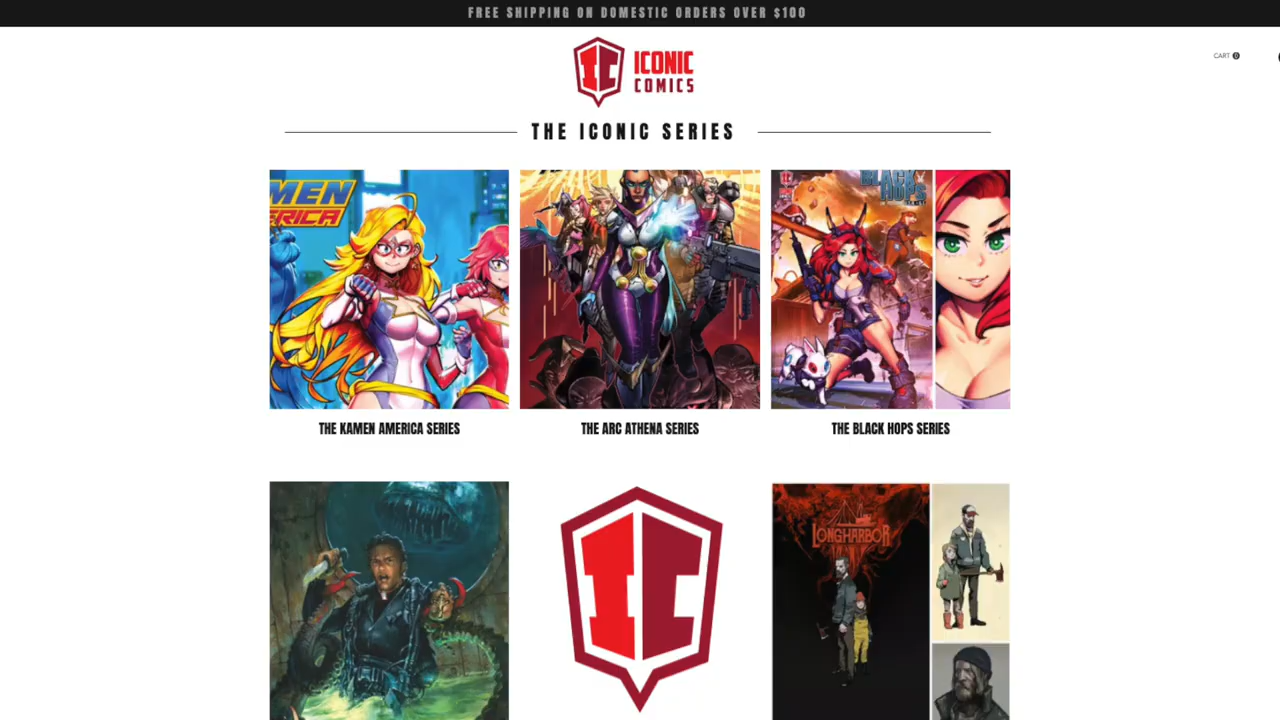 FREE SHIPPING ON DOMESTIC ORDERS OVER $100
IC ICONIC
COMICS
CART 0
THE ICONIC SERIES
MEN
ERICA
BLACK
HOPS
THE KAMEN AMERICA SERIES
THE ARC ATHENA SERIES
THE BLACK HOPS SERIES
IC
LONGHARBOR